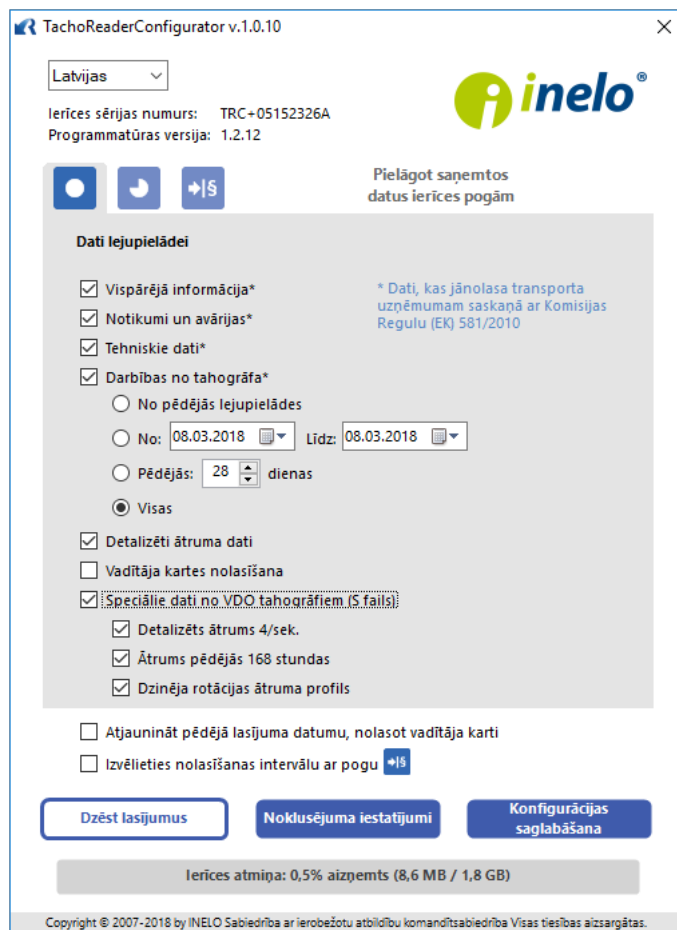 TachoReaderConfigurator v.1.0.10
Latvijas
inelo®
Ierīces sērijas numurs: TRC+05152326A
Programmatūras versija: 1.2.12
Pielāgot saņemtos
datus ierīces pogām
Dati lejupielādei
Vispārējā informācija*
* Dati, kas jānolasa transporta
uzņēmumam saskaņā ar Komisijas
Regulu (EK) 581/2010
Notikumi un avārijas*
Tehniskie dati*
Darbības no tahogrāfa*
No pēdējās lejupielādes
No: 08.03.2018 Līdz: 08.03.2018
Pēdējās: 28 dienas
Visas
Detalizēti ātruma dati
Vadītāja kartes nolasīšana
Speciālie dati no VDO tahogrāfiem (S fails)
Detalizēts ātrums 4/sek.
Ātrums pēdējās 168 stundas
Dzinēja rotācijas ātruma profils
Atjaunināt pēdējā lasījuma datumu, nolasot vadītāja karti
Izvēlieties nolasīšanas intervālu ar pogu
Dzēst lasījumus
Noklusējuma iestatījumi
Konfigurācijas
saglabāšana
Ierīces atmiņa: 0,5% aizņemts (8,6 MB / 1,8 GB)
Copyright © 2007-2018 by INELO Sabiedrība ar ierobežotu atbildību komandītsabiedrība Visas tiesības aizsargātas.